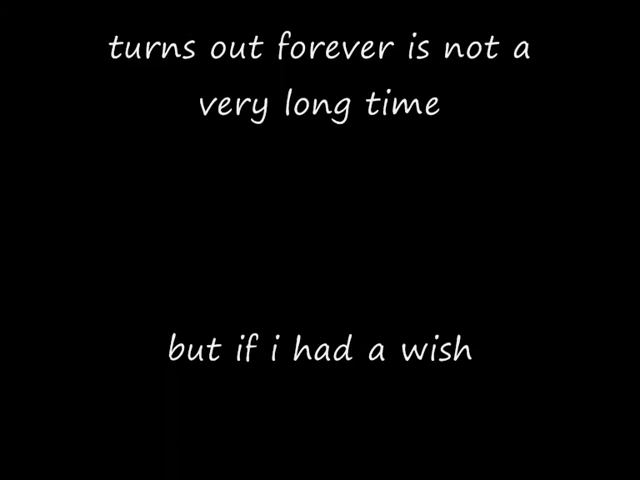 turns out forever is not a
very long time
but if i had a wish